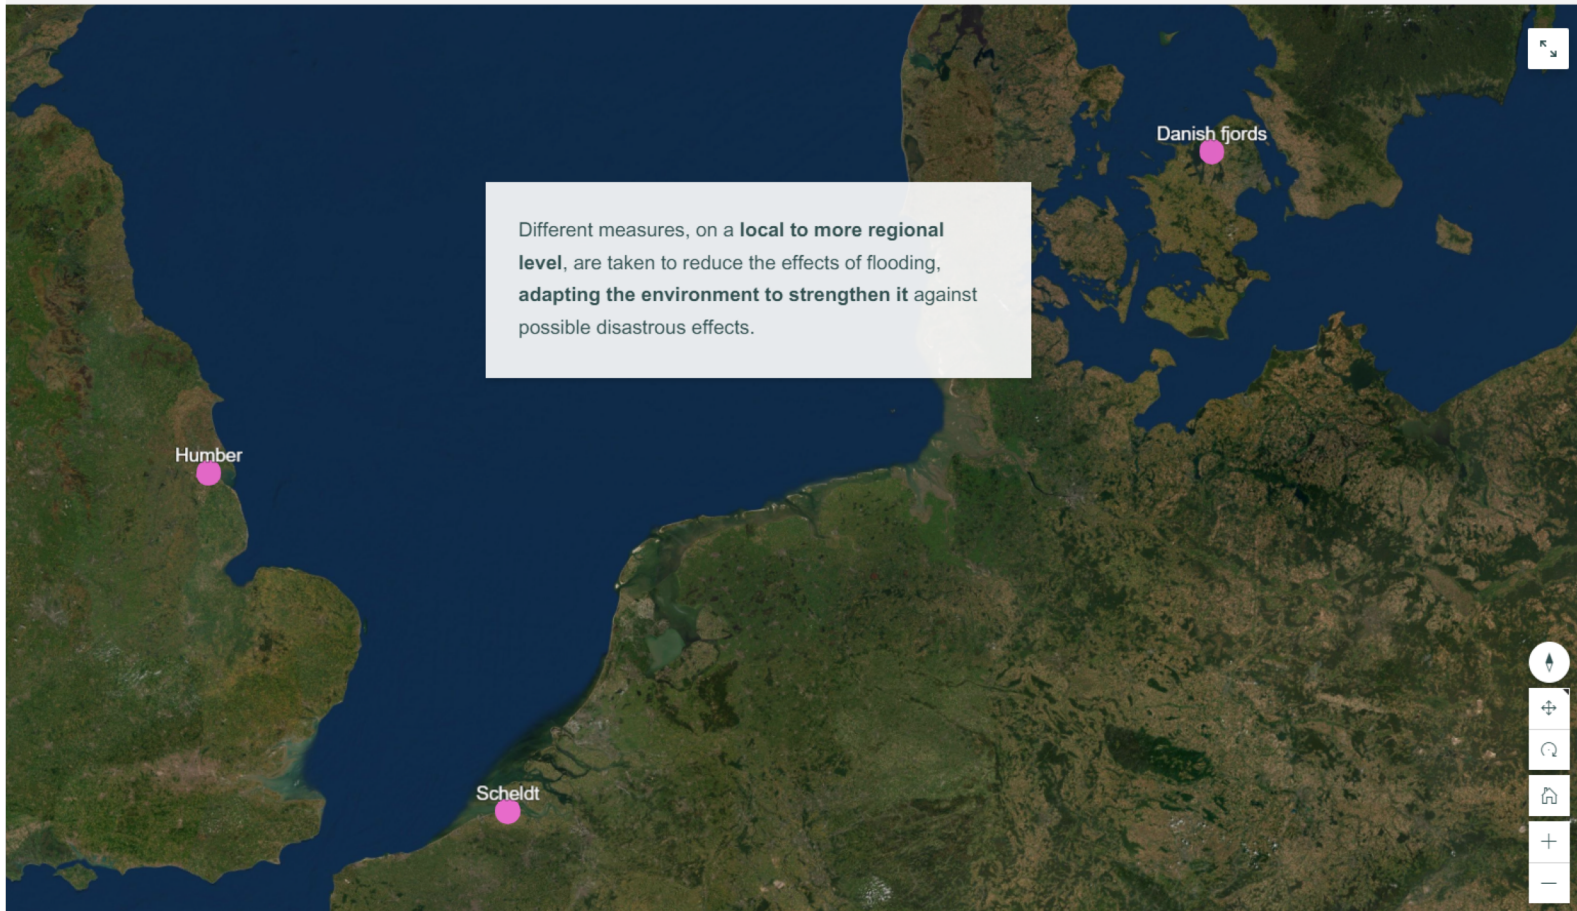 Danish fjords
Different measures, on a local to more regional
level, are taken to reduce the effects of flooding,
adapting the environment to strengthen it against
possible disastrous effects.
Humber
Scheldt